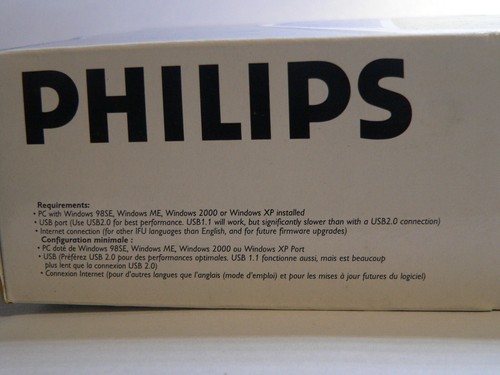 PHILIPS
Requirements:
• PC with Windows 98SE, Windows ME, Windows 2000 or Windows XP installed
• USB port (Use USB2.0 for best performance. USB1.1 will work, but significantly slower than with a USB2.0 connection)
• Internet connection (for other IFU languages than English, and for future firmware upgrades)
Configuration minimale :
• PC doté de Windows 98SE, Windows ME, Windows 2000 ou Windows XP Port
• USB (Préférez USB 2.0 pour des performances optimales. USB 1.1 fonctionne aussi, mais est beaucoup
plus lent que la connexion USB 2.0)
• Connexion Internet (pour d'autres langues que l'anglais (mode d'emploi) et pour les mises à jour futures du logiciel)